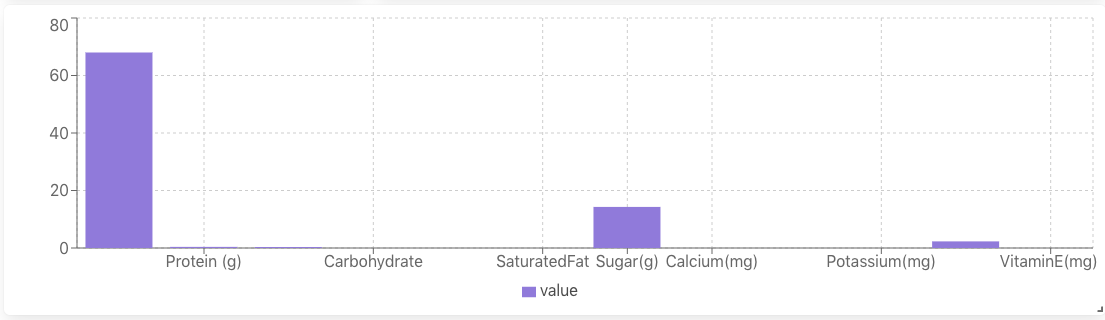 80
60
40
20
0
Protein (g) Carbohydrate SaturatedFat Sugar(g) Calcium(mg) Potassium(mg) VitaminE(mg)
value